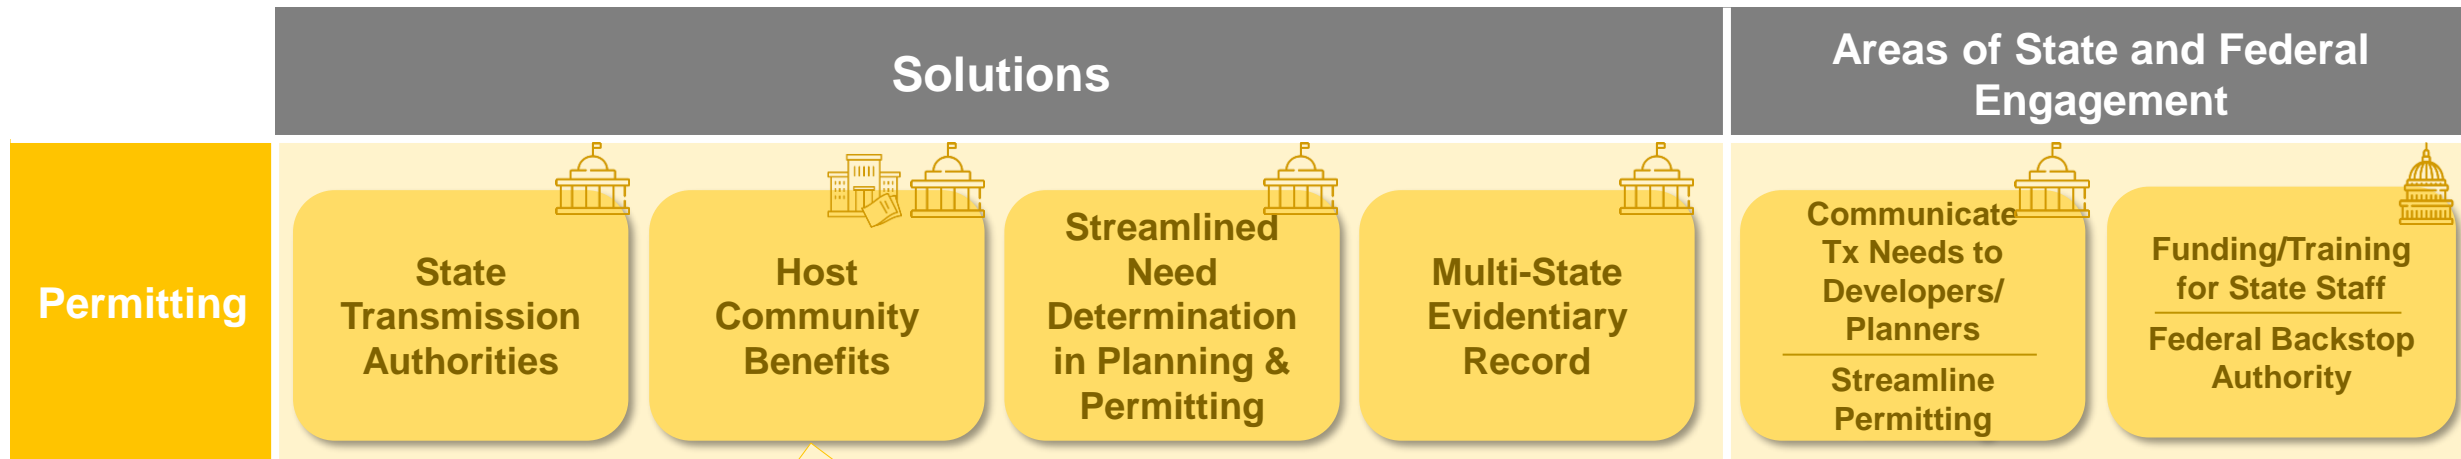 Solutions
Areas of State and Federal
Engagement
Permitting
State
Transmission
Authorities
Host
Community
Benefits
Streamlined
Need
Determination
in Planning &
Permitting
Multi-State
Evidentiary
Record
Communicate
Tx Needs to
Developers/
Planners
Streamline
Permitting
Funding/Training
for State Staff
Federal Backstop
Authority